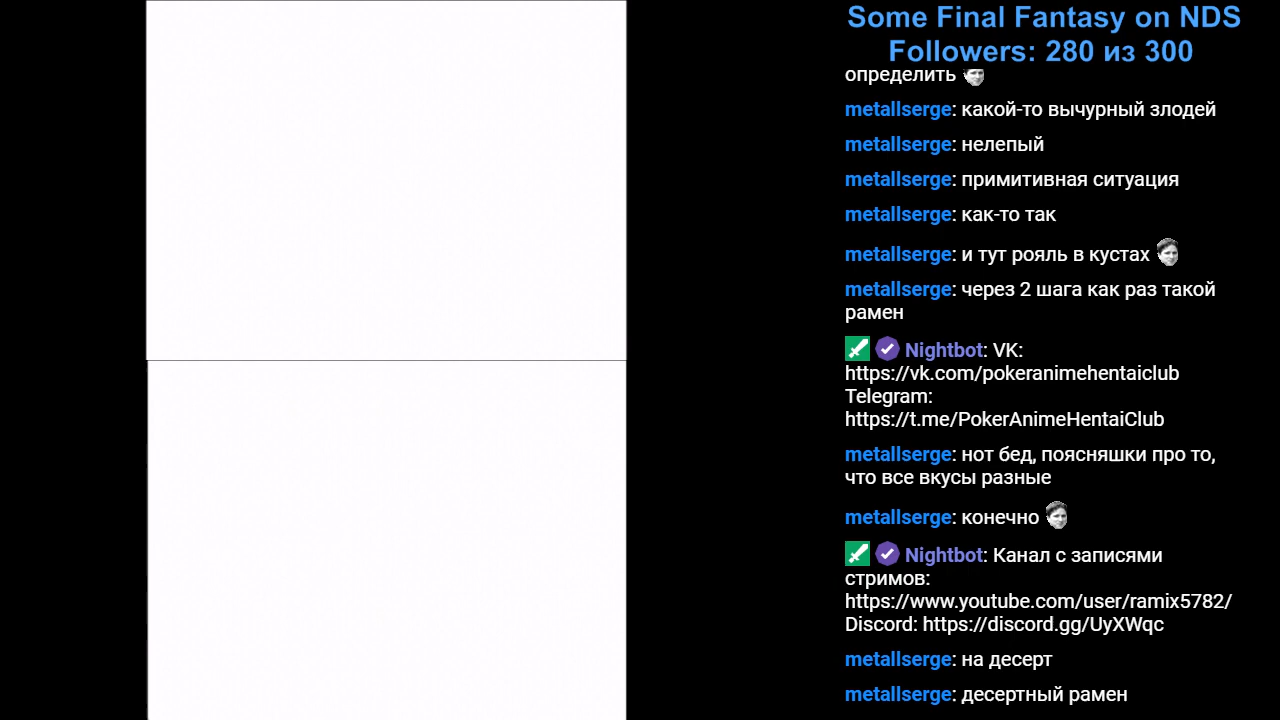 Some Final Fantasy on NDS
Followers: 280 из 300
определить
metallserge: какой-то вычурный злодей
metallserge: нелепый
metallserge: примитивная ситуация
metallserge: как-то так
metallserge: и тут рояль в кустах
metallserge: через 2 шага как раз такой
рамен
Nightbot: VK:
https://vk.com/pokeranimehentaiclub
Telegram:
https://t.me/PokerAnimeHentaiClub
metallserge: нот бед, поясняшки про то,
что все вкусы разные
metallserge: конечно
Nightbot: Канал с записями
стримов:
https://www.youtube.com/user/ramix5782/
Discord: https://discord.gg/UyXWqc
metallserge: на десерт
metallserge: десертный рамен